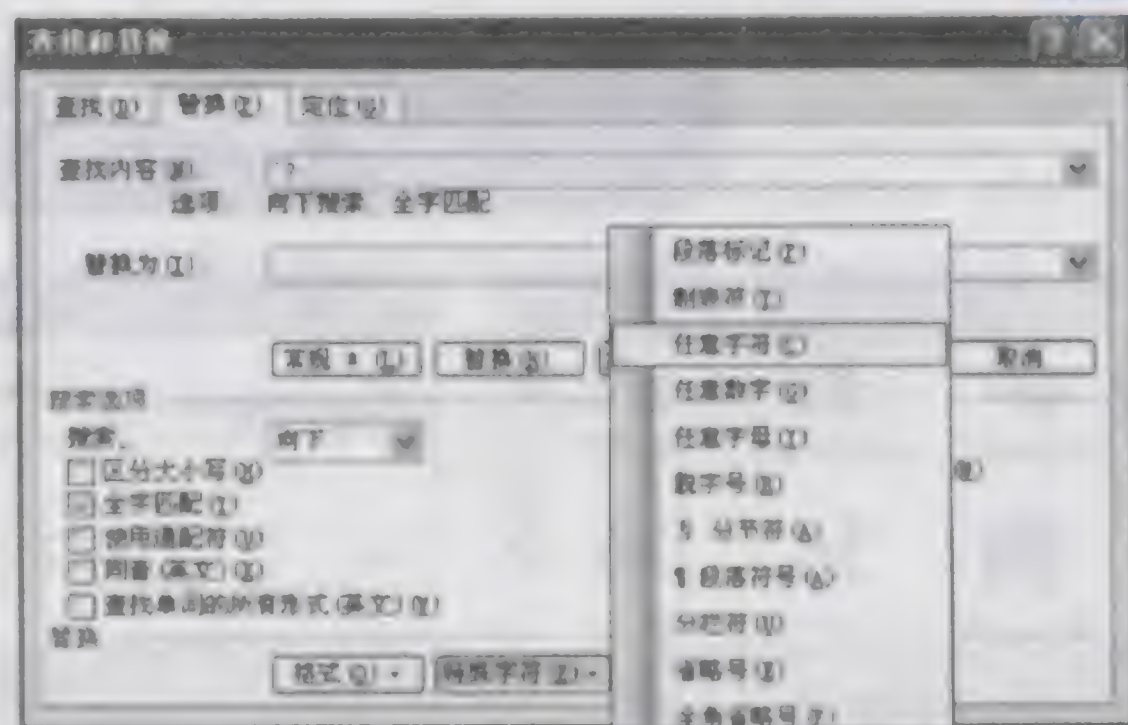 查找和替换
查找(D) 替换(P) 定位(G)
查找内容(N):
选项: 向下搜索, 全字匹配
替换为(I):
常规 (L) 替换(R) 取消
搜索选项
搜索: 向下
区分大小写(H)
全字匹配(Y)
使用通配符(U)
同音(英文)(K)
查找单词的所有形式(英文)(W)
替换
格式(O) 特殊字符(E)
段落标记(P)
制表符(T)
任意字符(C)
任意数字(G)
任意字母(Y)
脱字号(R)
§ 分节符(A)
¶ 段落符号(A)
分栏符(U)
省略号(E)
全角省略号(F)